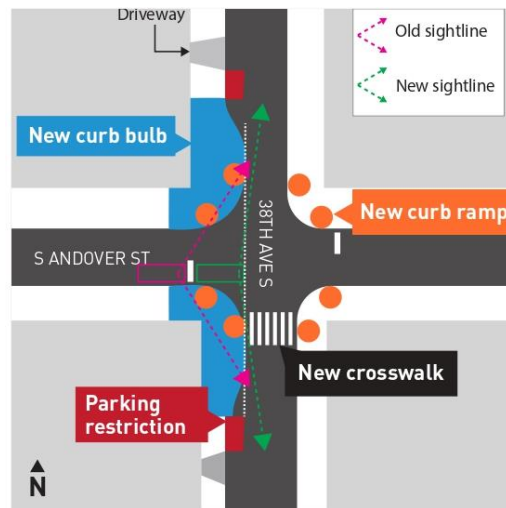 Driveway
Old sightline
New sightline
New curb bulb
38TH AVE S
New curb ramp
S ANDOVER ST
New crosswalk
Parking
restriction
N